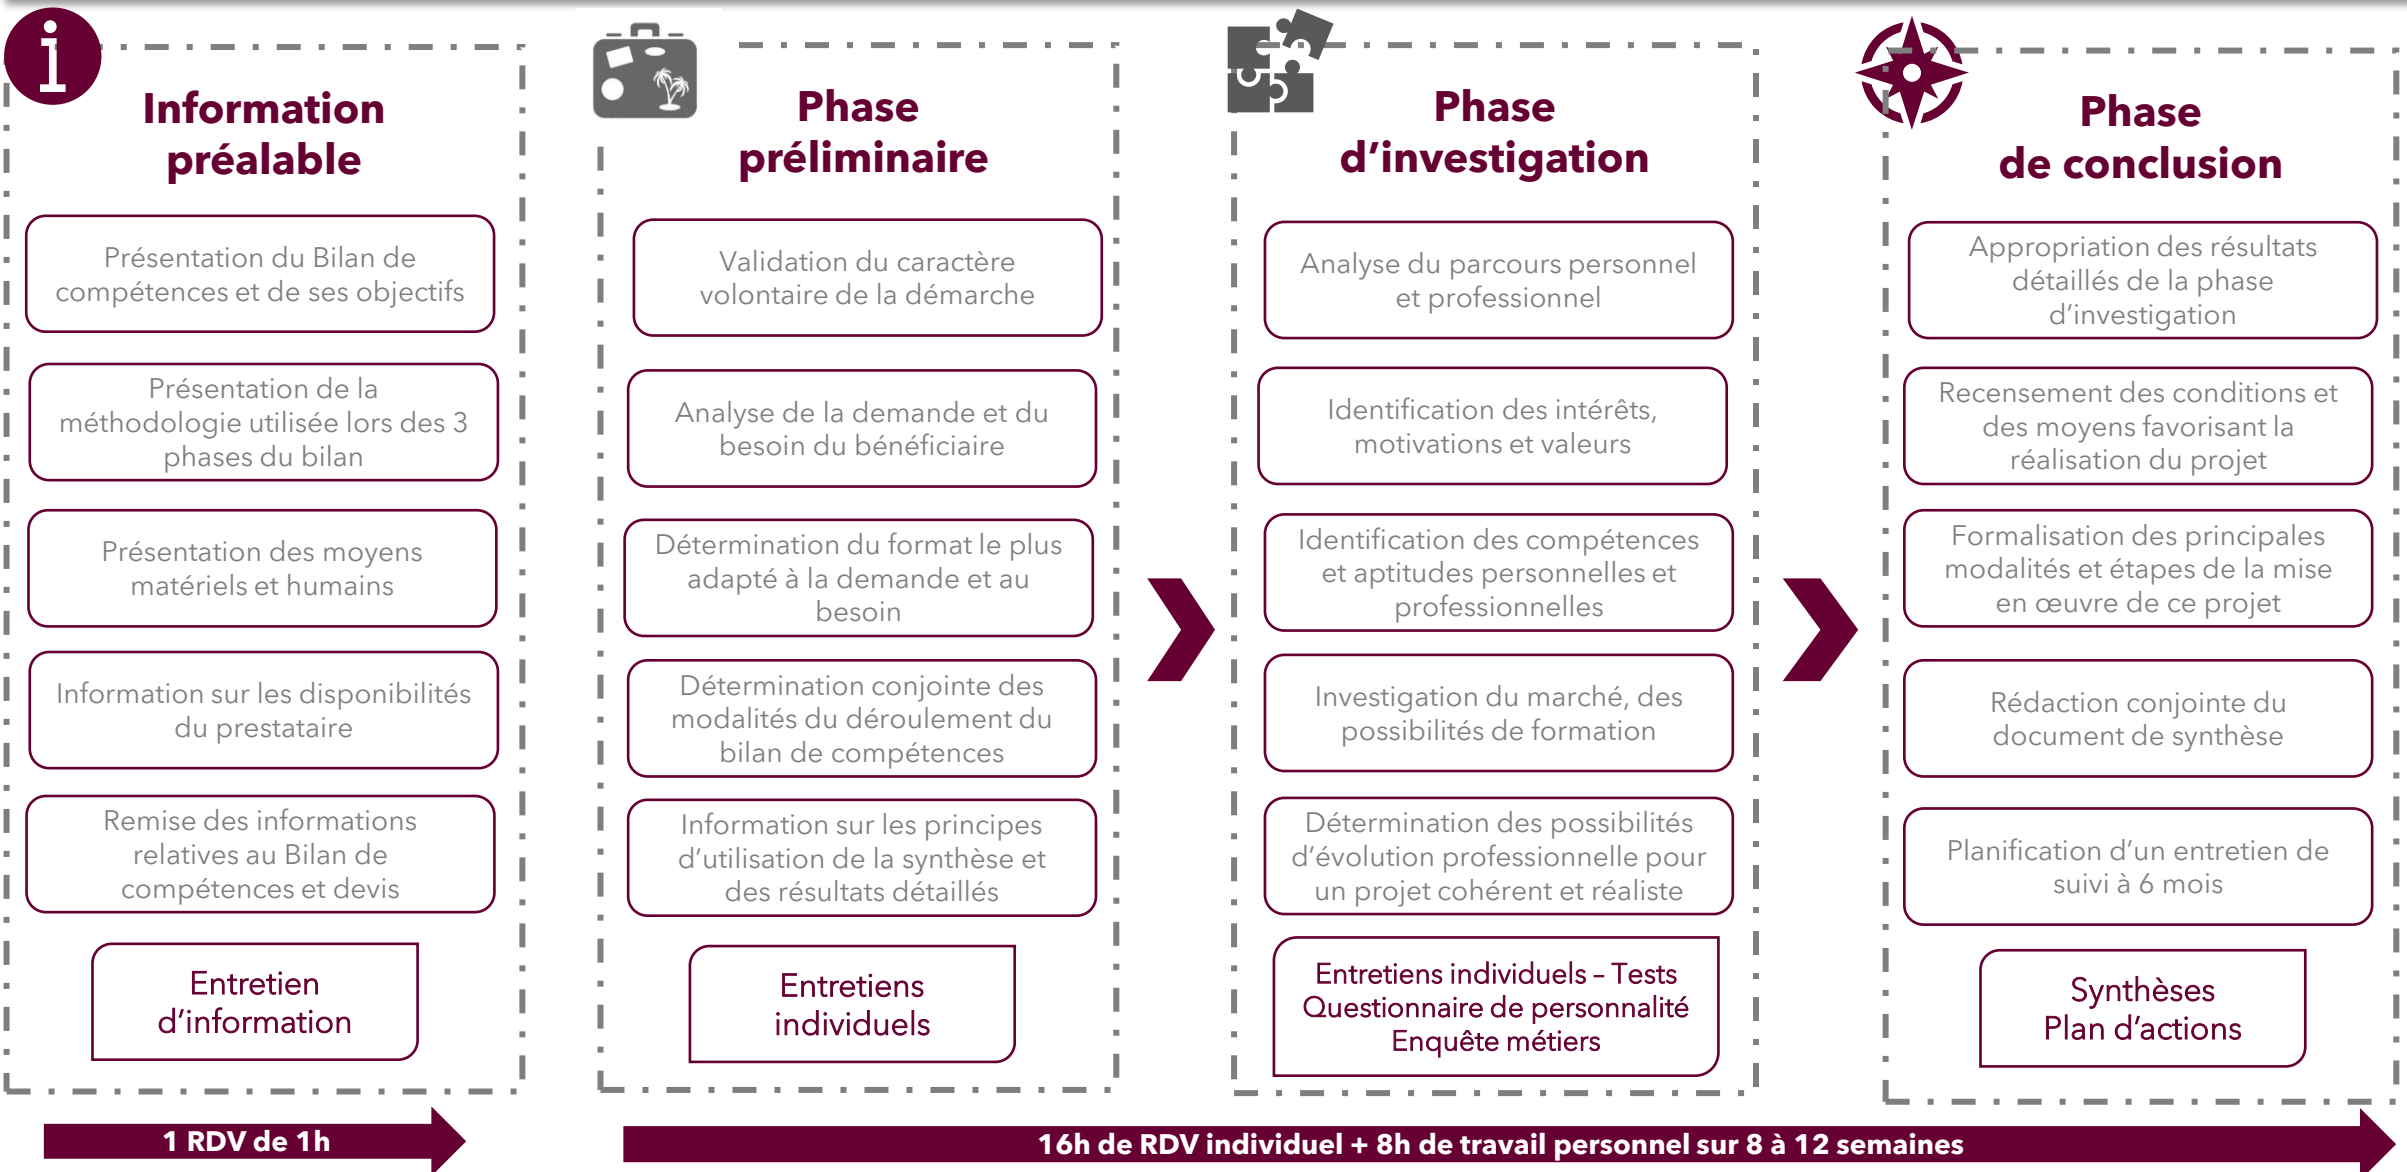 Information
préalable
Présentation du Bilan de
compétences et de ses objectifs
Présentation de la
méthodologie utilisée lors des 3
phases du bilan
Présentation des moyens
matériels et humains
Information sur les disponibilités
du prestataire
Remise des informations
relatives au Bilan de
compétences et devis
Entretien
d’information
1 RDV de 1h
Phase
préliminaire
Validation du caractère
volontaire de la démarche
Analyse de la demande et du
besoin du bénéficiaire
Détermination du format le plus
adapté à la demande et au
besoin
Détermination conjointe des
modalités du déroulement du
bilan de compétences
Information sur les principes
d’utilisation de la synthèse et
des résultats détaillés
Entretiens
individuels
Phase
d’investigation
Analyse du parcours personnel
et professionnel
Identification des intérêts,
motivations et valeurs
Identification des compétences
et aptitudes personnelles et
professionnelles
Investigation du marché, des
possibilités de formation
Détermination des possibilités
d’évolution professionnelle pour
un projet cohérent et réaliste
Entretiens individuels – Tests
Questionnaire de personnalité
Enquête métiers
Phase
de conclusion
Appropriation des résultats
détaillés de la phase
d’investigation
Recensement des conditions et
des moyens favorisant la
réalisation du projet
Formalisation des principales
modalités et étapes de la mise
en œuvre de ce projet
Rédaction conjointe du
document de synthèse
Planification d’un entretien de
suivi à 6 mois
Synthèses
Plan d’actions
16h de RDV individuel + 8h de travail personnel sur 8 à 12 semaines